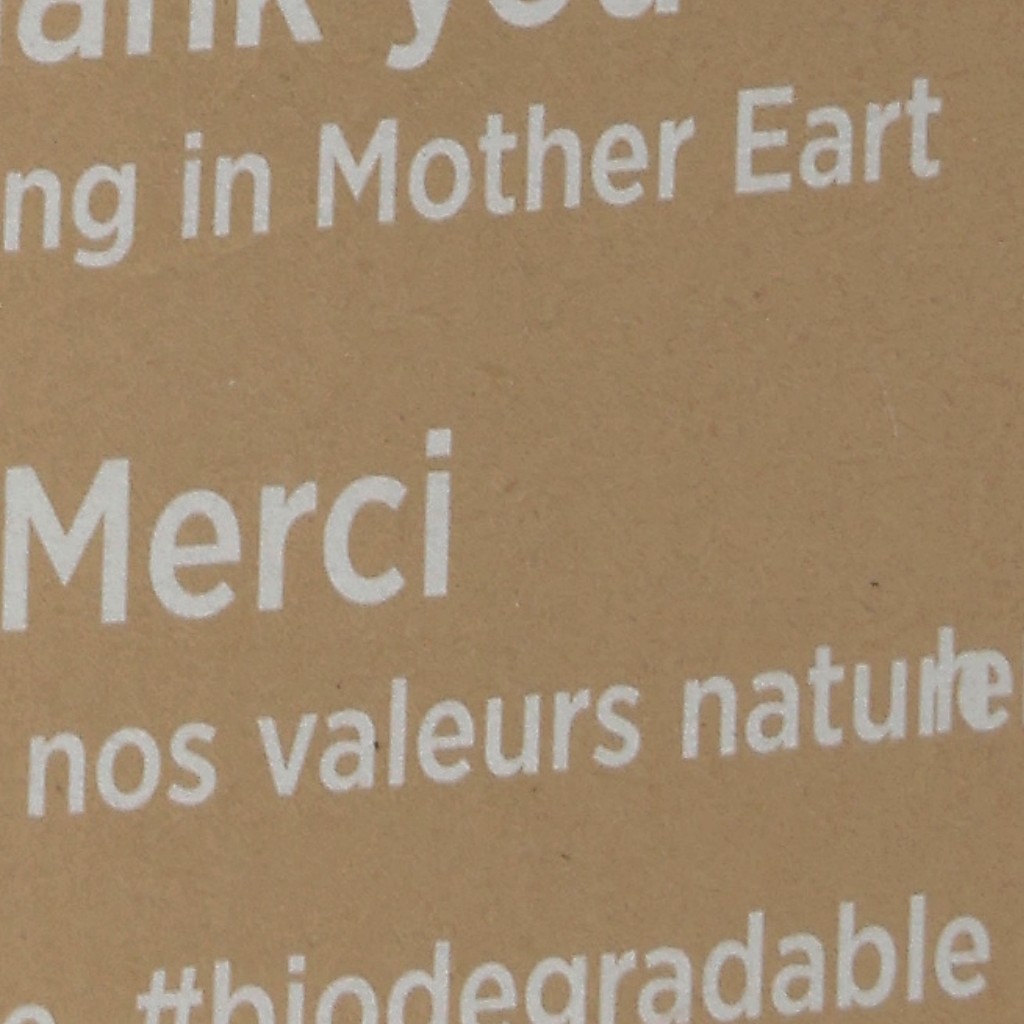 ank you
ng in Mother Eart
Merci
nos valeurs nature
#biodegradable